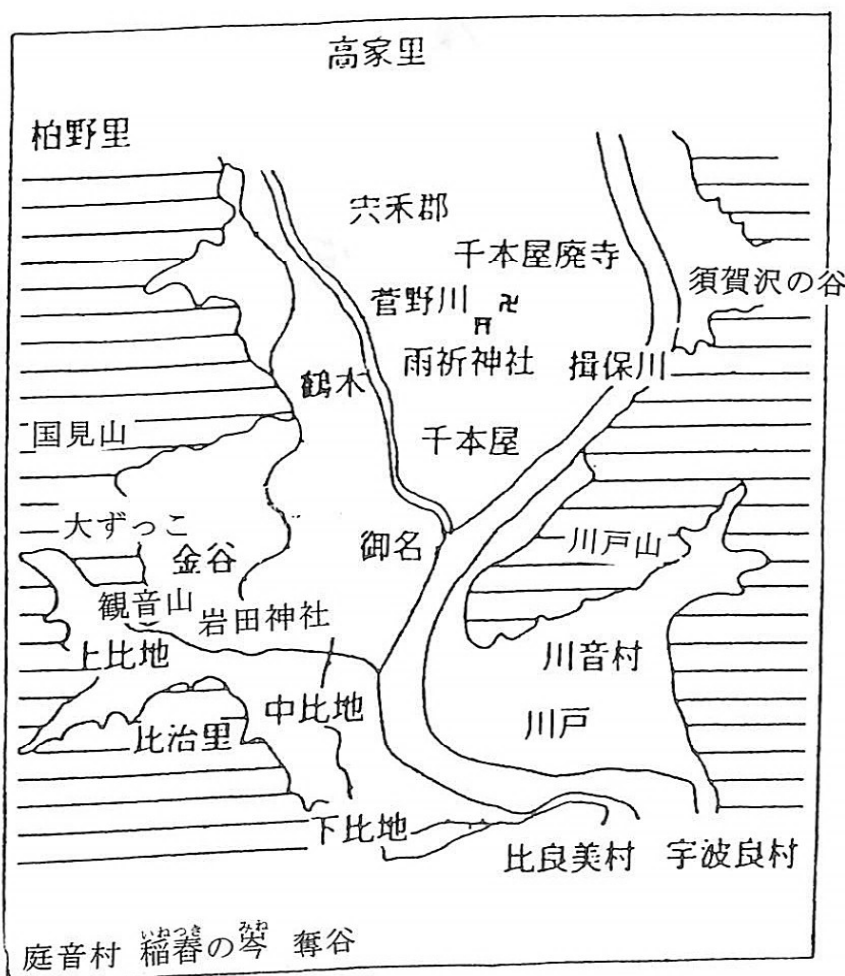 高家里
柏野里
宍禾郡
千本屋廃寺
須賀沢の谷
菅野川
雨祈神社
揖保川
鶴木
国見山
千本屋
大ずっこ
御名
川戸山
金谷
観音山
岩田神社
上比地
川音村
中比地
川戸
比治里
下比地
比良美村
宇波良村
庭音村 稲舂の岑 奪谷
いねつき みね